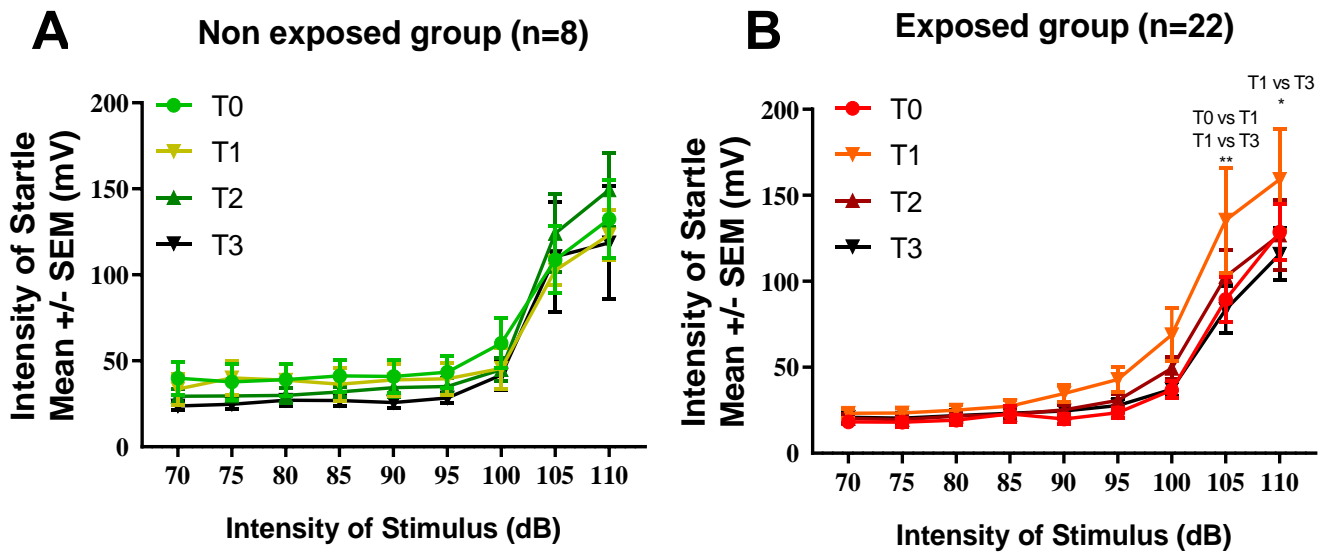 A
Non exposed group (n=8)
Intensity of Startle
Mean +/- SEM (mV)
200
150
100
50
0
T0
T1
T2
T3
70 75 80 85 90 95 100 105 110
Intensity of Stimulus (dB)
B
Exposed group (n=22)
Intensity of Startle
Mean +/- SEM (mV)
200
150
100
50
0
T0
T1
T2
T3
T1 vs T3
*
T0 vs T1
T1 vs T3
**
70 75 80 85 90 95 100 105 110
Intensity of Stimulus (dB)